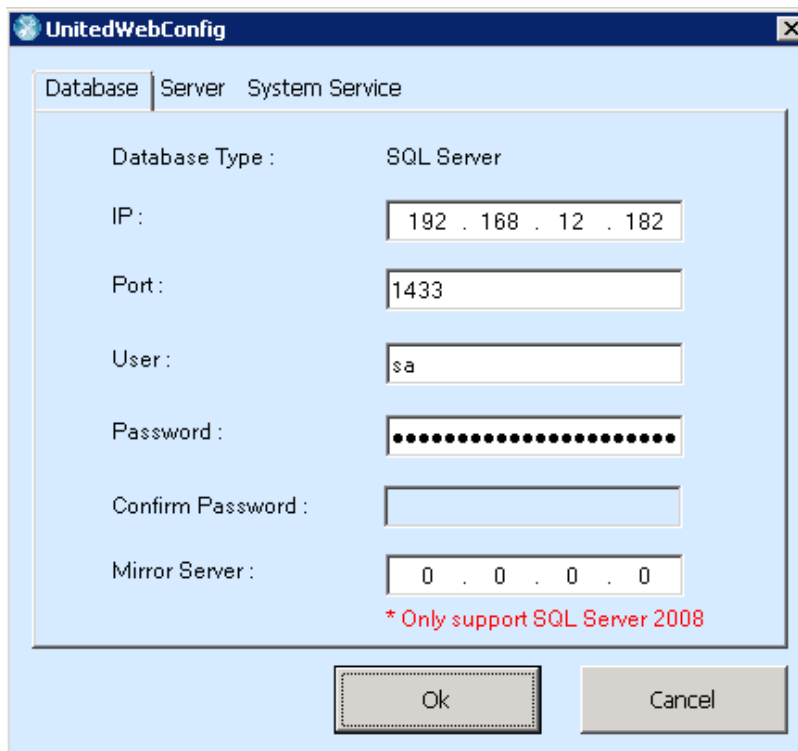 UnitedWebConfig
Database Server System Service
Database Type : SQL Server
IP : 192 . 168 . 12 . 182
Port : 1433
User : sa
Password : ●●●●●●●●●●●●●●●●●●●●●●
Confirm Password :
Mirror Server : 0 . 0 . 0 . 0
* Only support SQL Server 2008
Ok Cancel